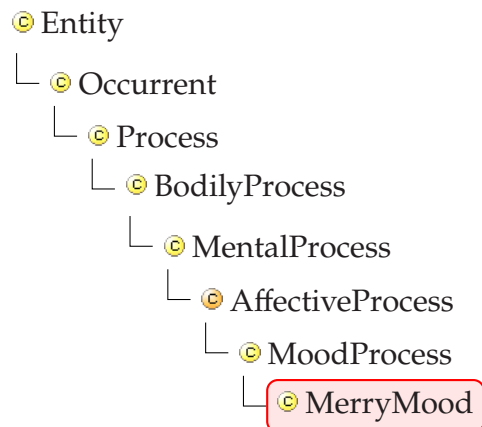 Entity
Occurrent
Process
BodilyProcess
MentalProcess
AffectiveProcess
MoodProcess
MerryMood